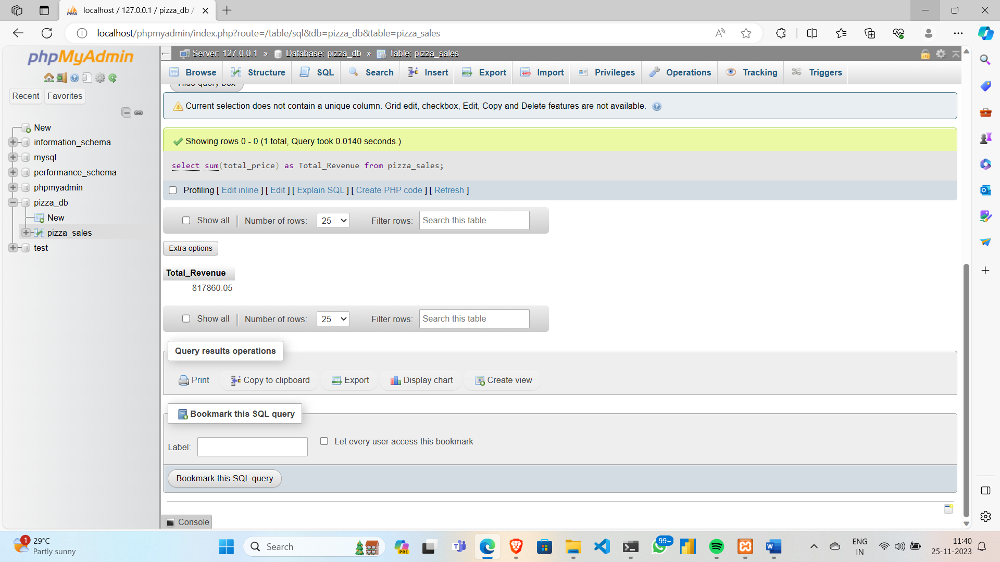 localhost / 127.0.0.1 / pizza_db /
localhost/phpmyadmin/index.php?route=/table/sql&db=pizza_db&table=pizza_sales
phpMyAdmin
Recent
Favorites
New
information_schema
mysql
performance_schema
phpmyadmin
pizza_db
New
pizza_sales
test
Server: 127.0.0.1 » Database: pizza_db » Table: pizza_sales
Browse
Structure
SQL
Search
Insert
Export
Import
Privileges
Operations
Tracking
Triggers
Hide query box
Current selection does not contain a unique column. Grid edit, checkbox, Edit, Copy and Delete features are not available.
Showing rows 0 - 0 (1 total, Query took 0.0140 seconds.)
select sum(total_price) as Total_Revenue from pizza_sales;
Profiling [ Edit inline ] [ Edit ] [ Explain SQL ] [ Create PHP code ] [ Refresh ]
Show all
Number of rows:
25
Filter rows:
Search this table
Extra options
Total_Revenue
817860.05
Show all
Number of rows:
25
Filter rows:
Search this table
Query results operations
Print
Copy to clipboard
Export
Display chart
Create view
Bookmark this SQL query
Label:
Let every user access this bookmark
Bookmark this SQL query
Console
1
29°C
Partly sunny
Search
PRE
99+
ENG
IN
11:40
25-11-2023